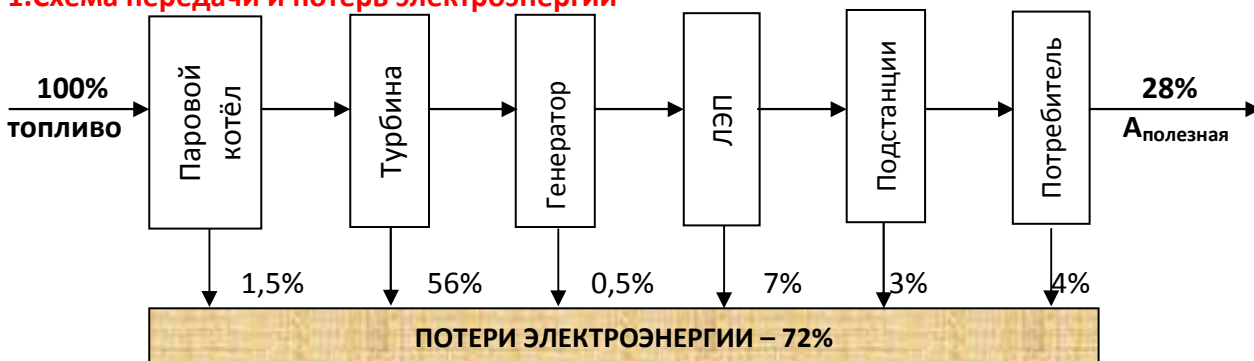 1.Схема передачи и потерь электроэнергии
100%
топливо
Паровой
котёл
Турбина
Генератор
ЛЭП
Подстанции
Потребитель
28%
Аполезная
1,5%
56%
0,5%
7%
3%
4%
ПОТЕРИ ЭЛЕКТРОЭНЕРГИИ – 72%